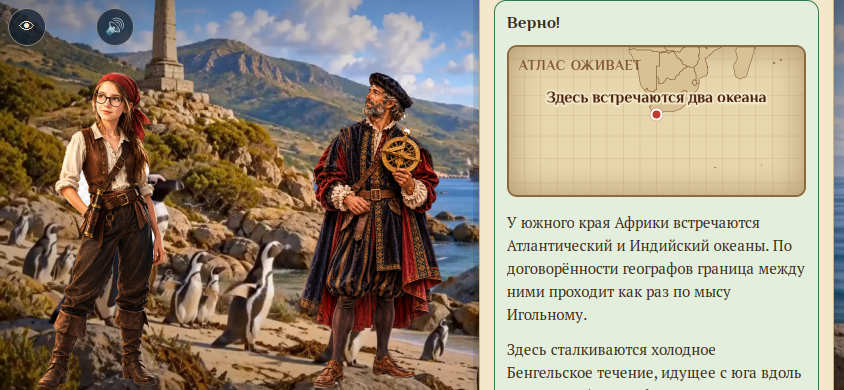 Верно!
АТЛАС ОЖИВАЕТ
Здесь встречаются два океана
У южного края Африки встречаются
Атлантический и Индийский океаны. По
договорённости географов граница между
ними проходит как раз по мысу
Игольному.
Здесь сталкиваются холодное
Бенгельское течение, идущее с юга вдоль